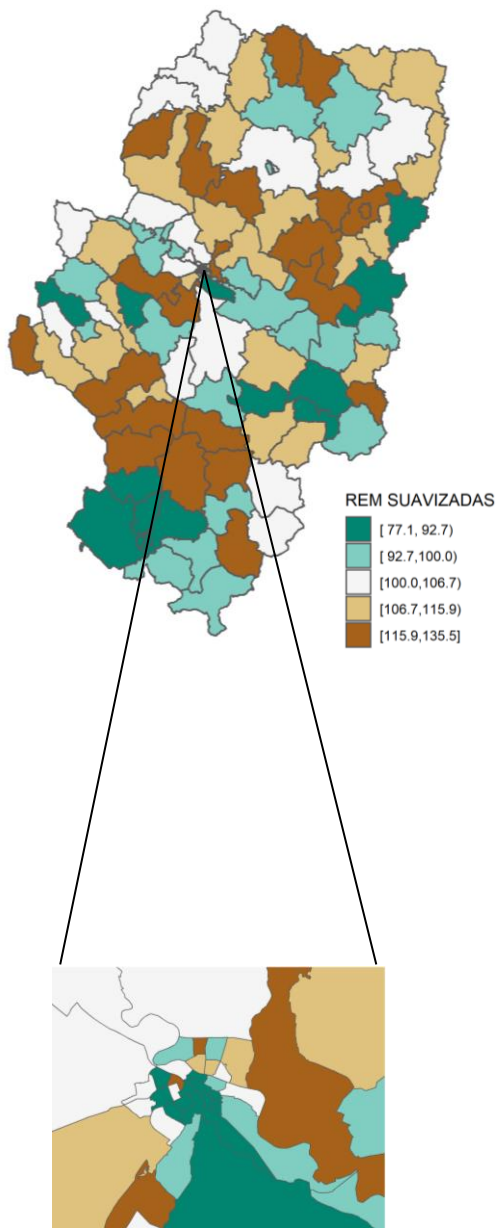 REM SUAVIZADAS
[ 77.1, 92.7)
[ 92.7,100.0)
[100.0,106.7)
[106.7,115.9)
[115.9,135.5]